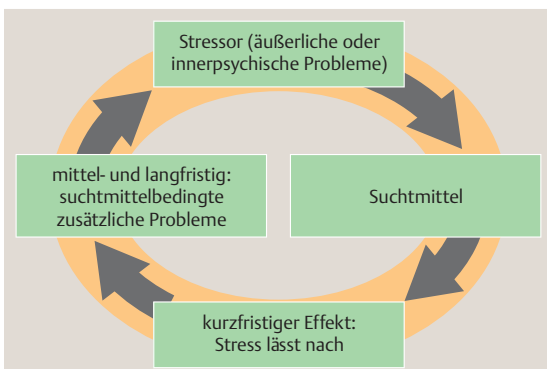 Stressor (äußerliche oder
innerpsychische Probleme)
mittel- und langfristig:
suchtmittelbedingte
zusätzliche Probleme
Suchtmittel
kurzfristiger Effekt:
Stress lässt nach